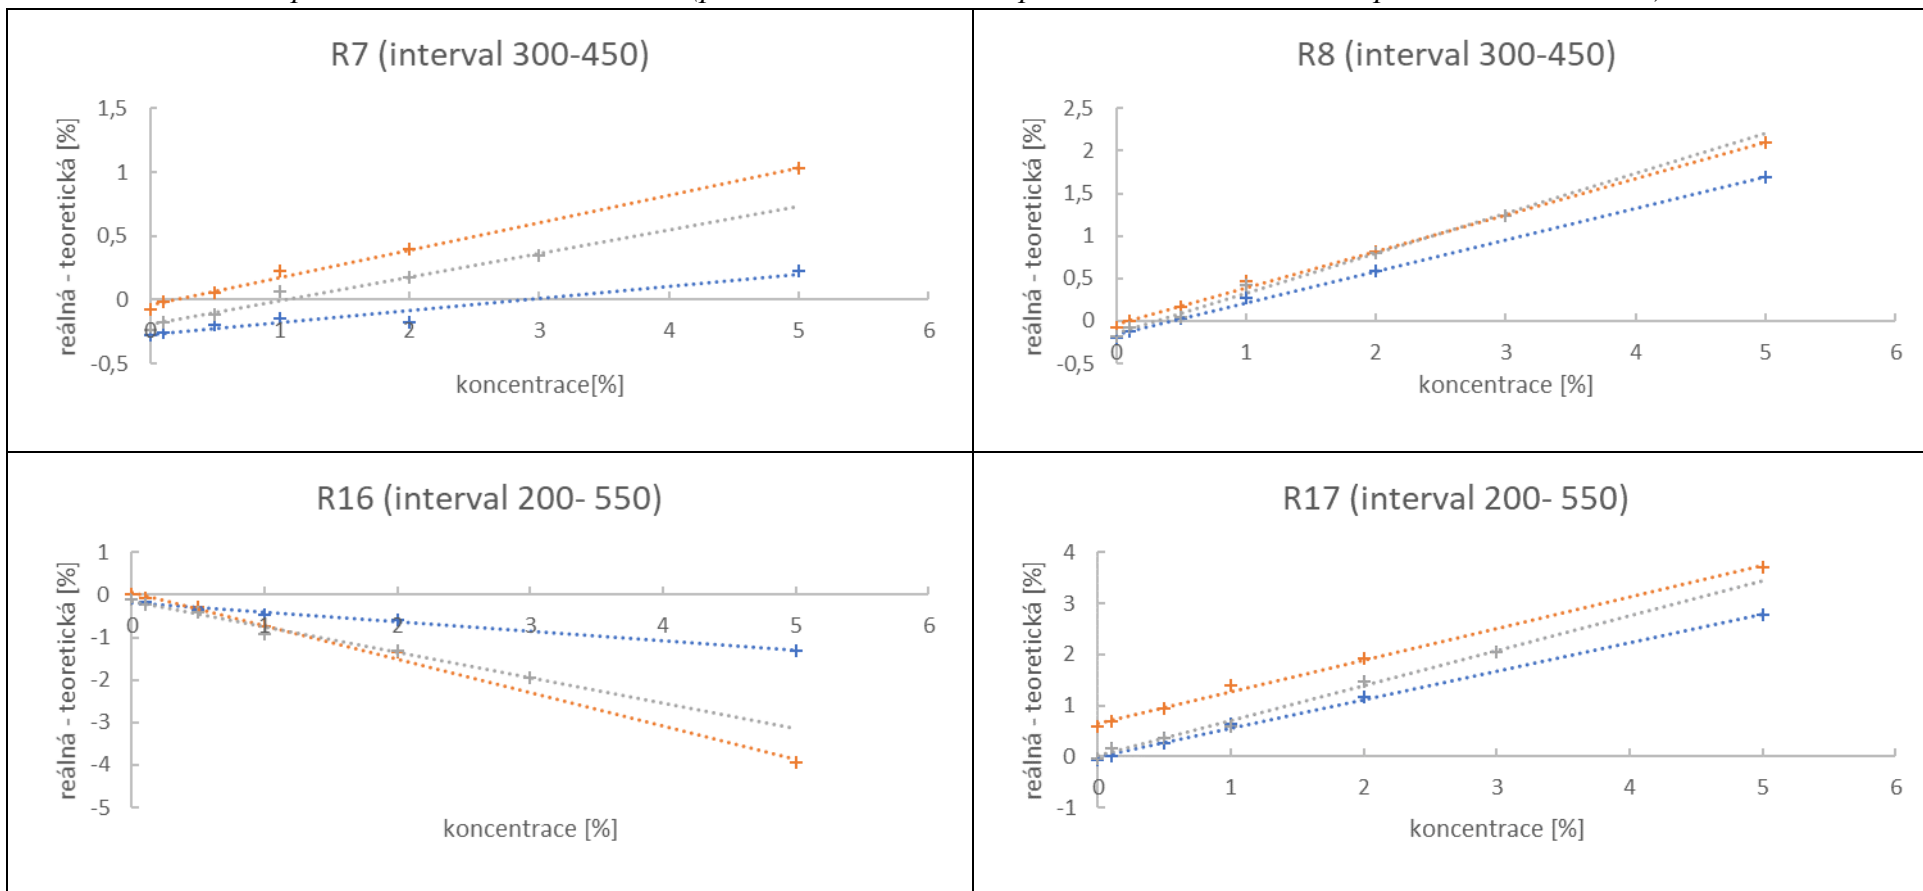 R7 (interval 300-450)
reálná - teoretická [%]
1,5
1
0,5
0
-0,5
0 1 2 3 4 5 6
koncentrace[%]
R8 (interval 300-450)
reálná - teoretická [%]
2,5
2
1,5
1
0,5
0
-0,5
0 1 2 3 4 5 6
koncentrace [%]
R16 (interval 200- 550)
reálná - teoretická [%]
1
0
-1
-2
-3
-4
-5
0 1 2 3 4 5 6
koncentrace [%]
R17 (interval 200- 550)
reálná - teoretická [%]
4
3
2
1
0
-1
0 1 2 3 4 5 6
koncentrace [%]